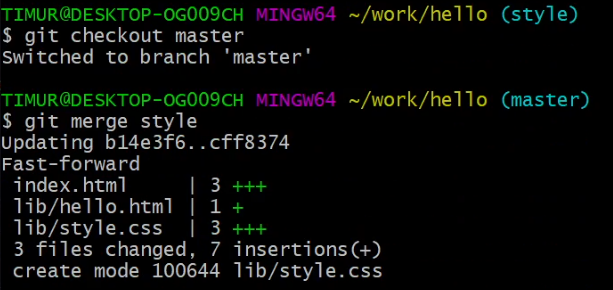 TIMUR@DESKTOP-OG009CH MINGW64 ~/work/hello (style)
$ git checkout master
Switched to branch 'master'
TIMUR@DESKTOP-OG009CH MINGW64 ~/work/hello (master)
$ git merge style
Updating b14e3f6..cff8374
Fast-forward
 index.html     | 3 +++
 lib/hello.html | 1 +
 lib/style.css  | 3 +++
 3 files changed, 7 insertions(+)
 create mode 100644 lib/style.css